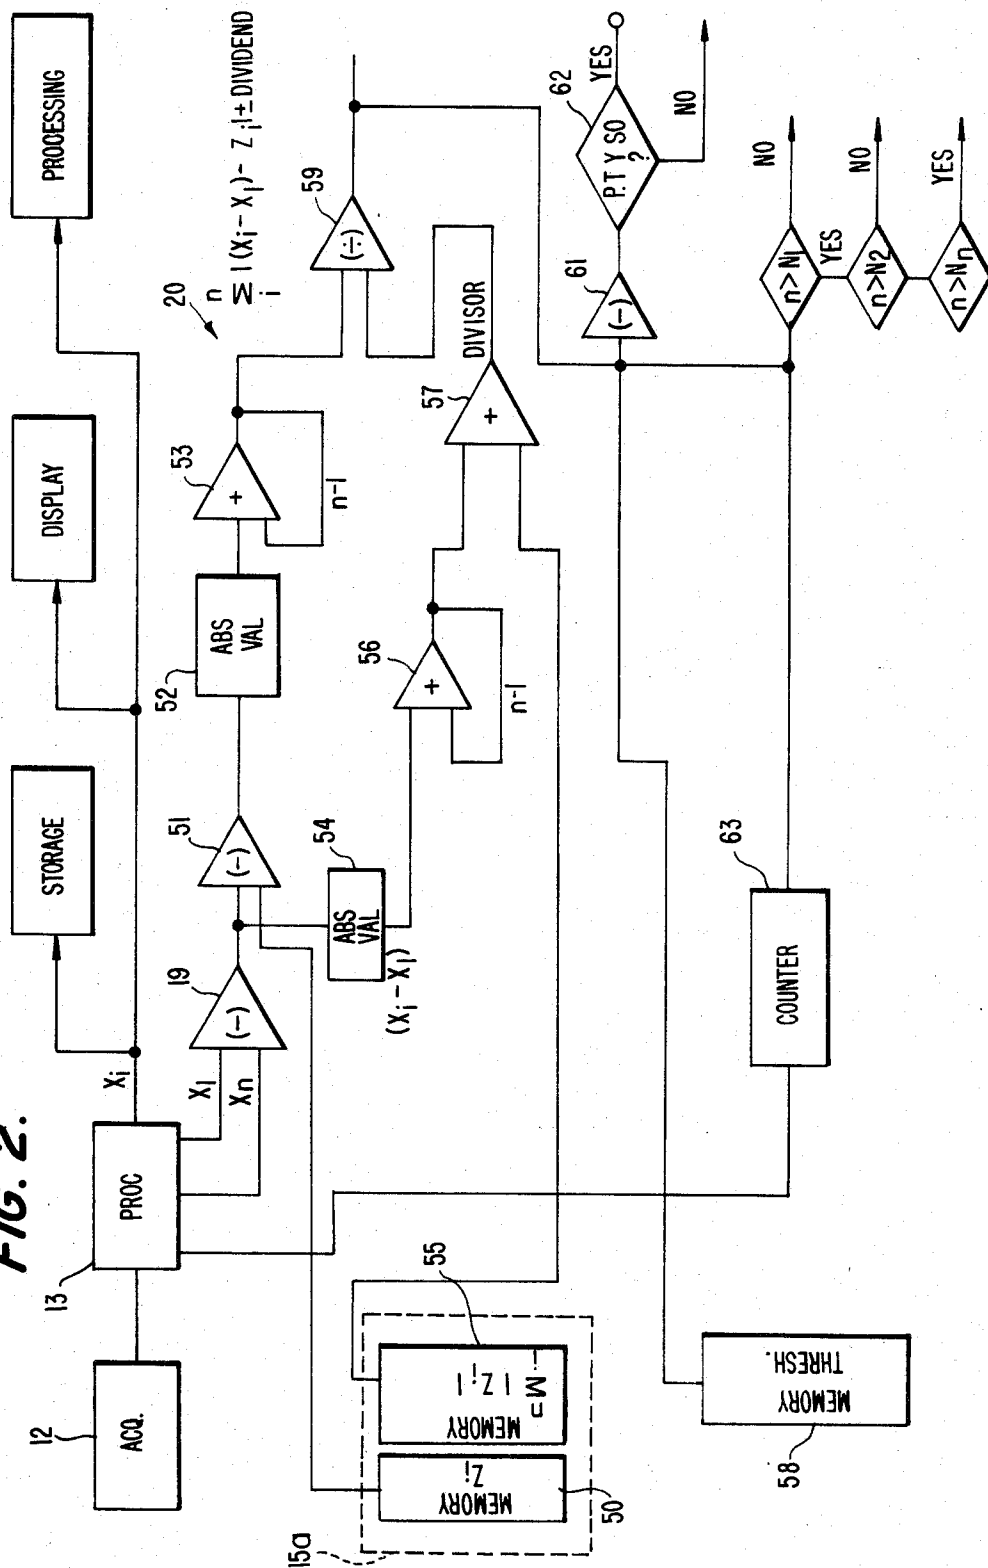 FIG. 2.
12
ACQ.
13
PROC
Xi
STORAGE
DISPLAY
PROCESSING
X1
Xn
19
(−)
51
(−)
52
ABS
VAL
53
+
n-1
20
n
Σ |(Xi − X1) − Zi| ± DIVIDEND
i
54
ABS
VAL
(Xi − X1)
56
+
n-1
57
+
DIVISOR
59
(÷)
15a
MEMORY
Zi
50
MEMORY
n
Σ |Zi|
i
55
58
MEMORY
THRESH.
63
COUNTER
61
(−)
62
P.T Y SO
?
YES
NO
n>N1
NO
YES
n>N2
NO
n>Nn
YES